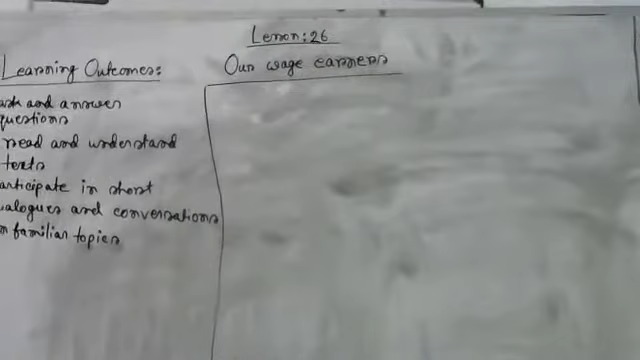 Lesson: 26
Our wage earners
Learning Outcomes:
ask and answer
questions
read and understand
texts
articipate in short
ialogues and conversations
n familiar topics